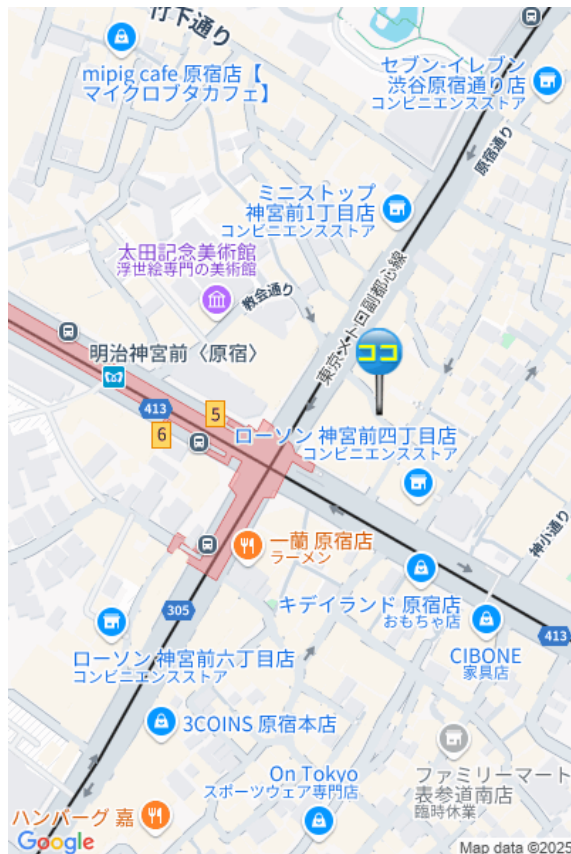 竹下通り
mipig cafe 原宿店【
マイクロブタカフェ】
セブン-イレブン
渋谷原宿通り店
コンビニエンスストア
原宿通り
ミニストップ
神宮前1丁目店
コンビニエンスストア
太田記念美術館
浮世絵専門の美術館
教会通り
東京メトロ副都心線
ココ
明治神宮前〈原宿〉
413
5
6
ローソン 神宮前四丁目店
コンビニエンスストア
神小通り
一蘭 原宿店
ラーメン
キデイランド 原宿店
おもちゃ店
305
413
CIBONE
家具店
ローソン 神宮前六丁目店
コンビニエンスストア
3COINS 原宿本店
ファミリーマート
表参道南店
臨時休業
On Tokyo
スポーツウェア専門店
ハンバーグ 嘉
Google
Map data ©2025